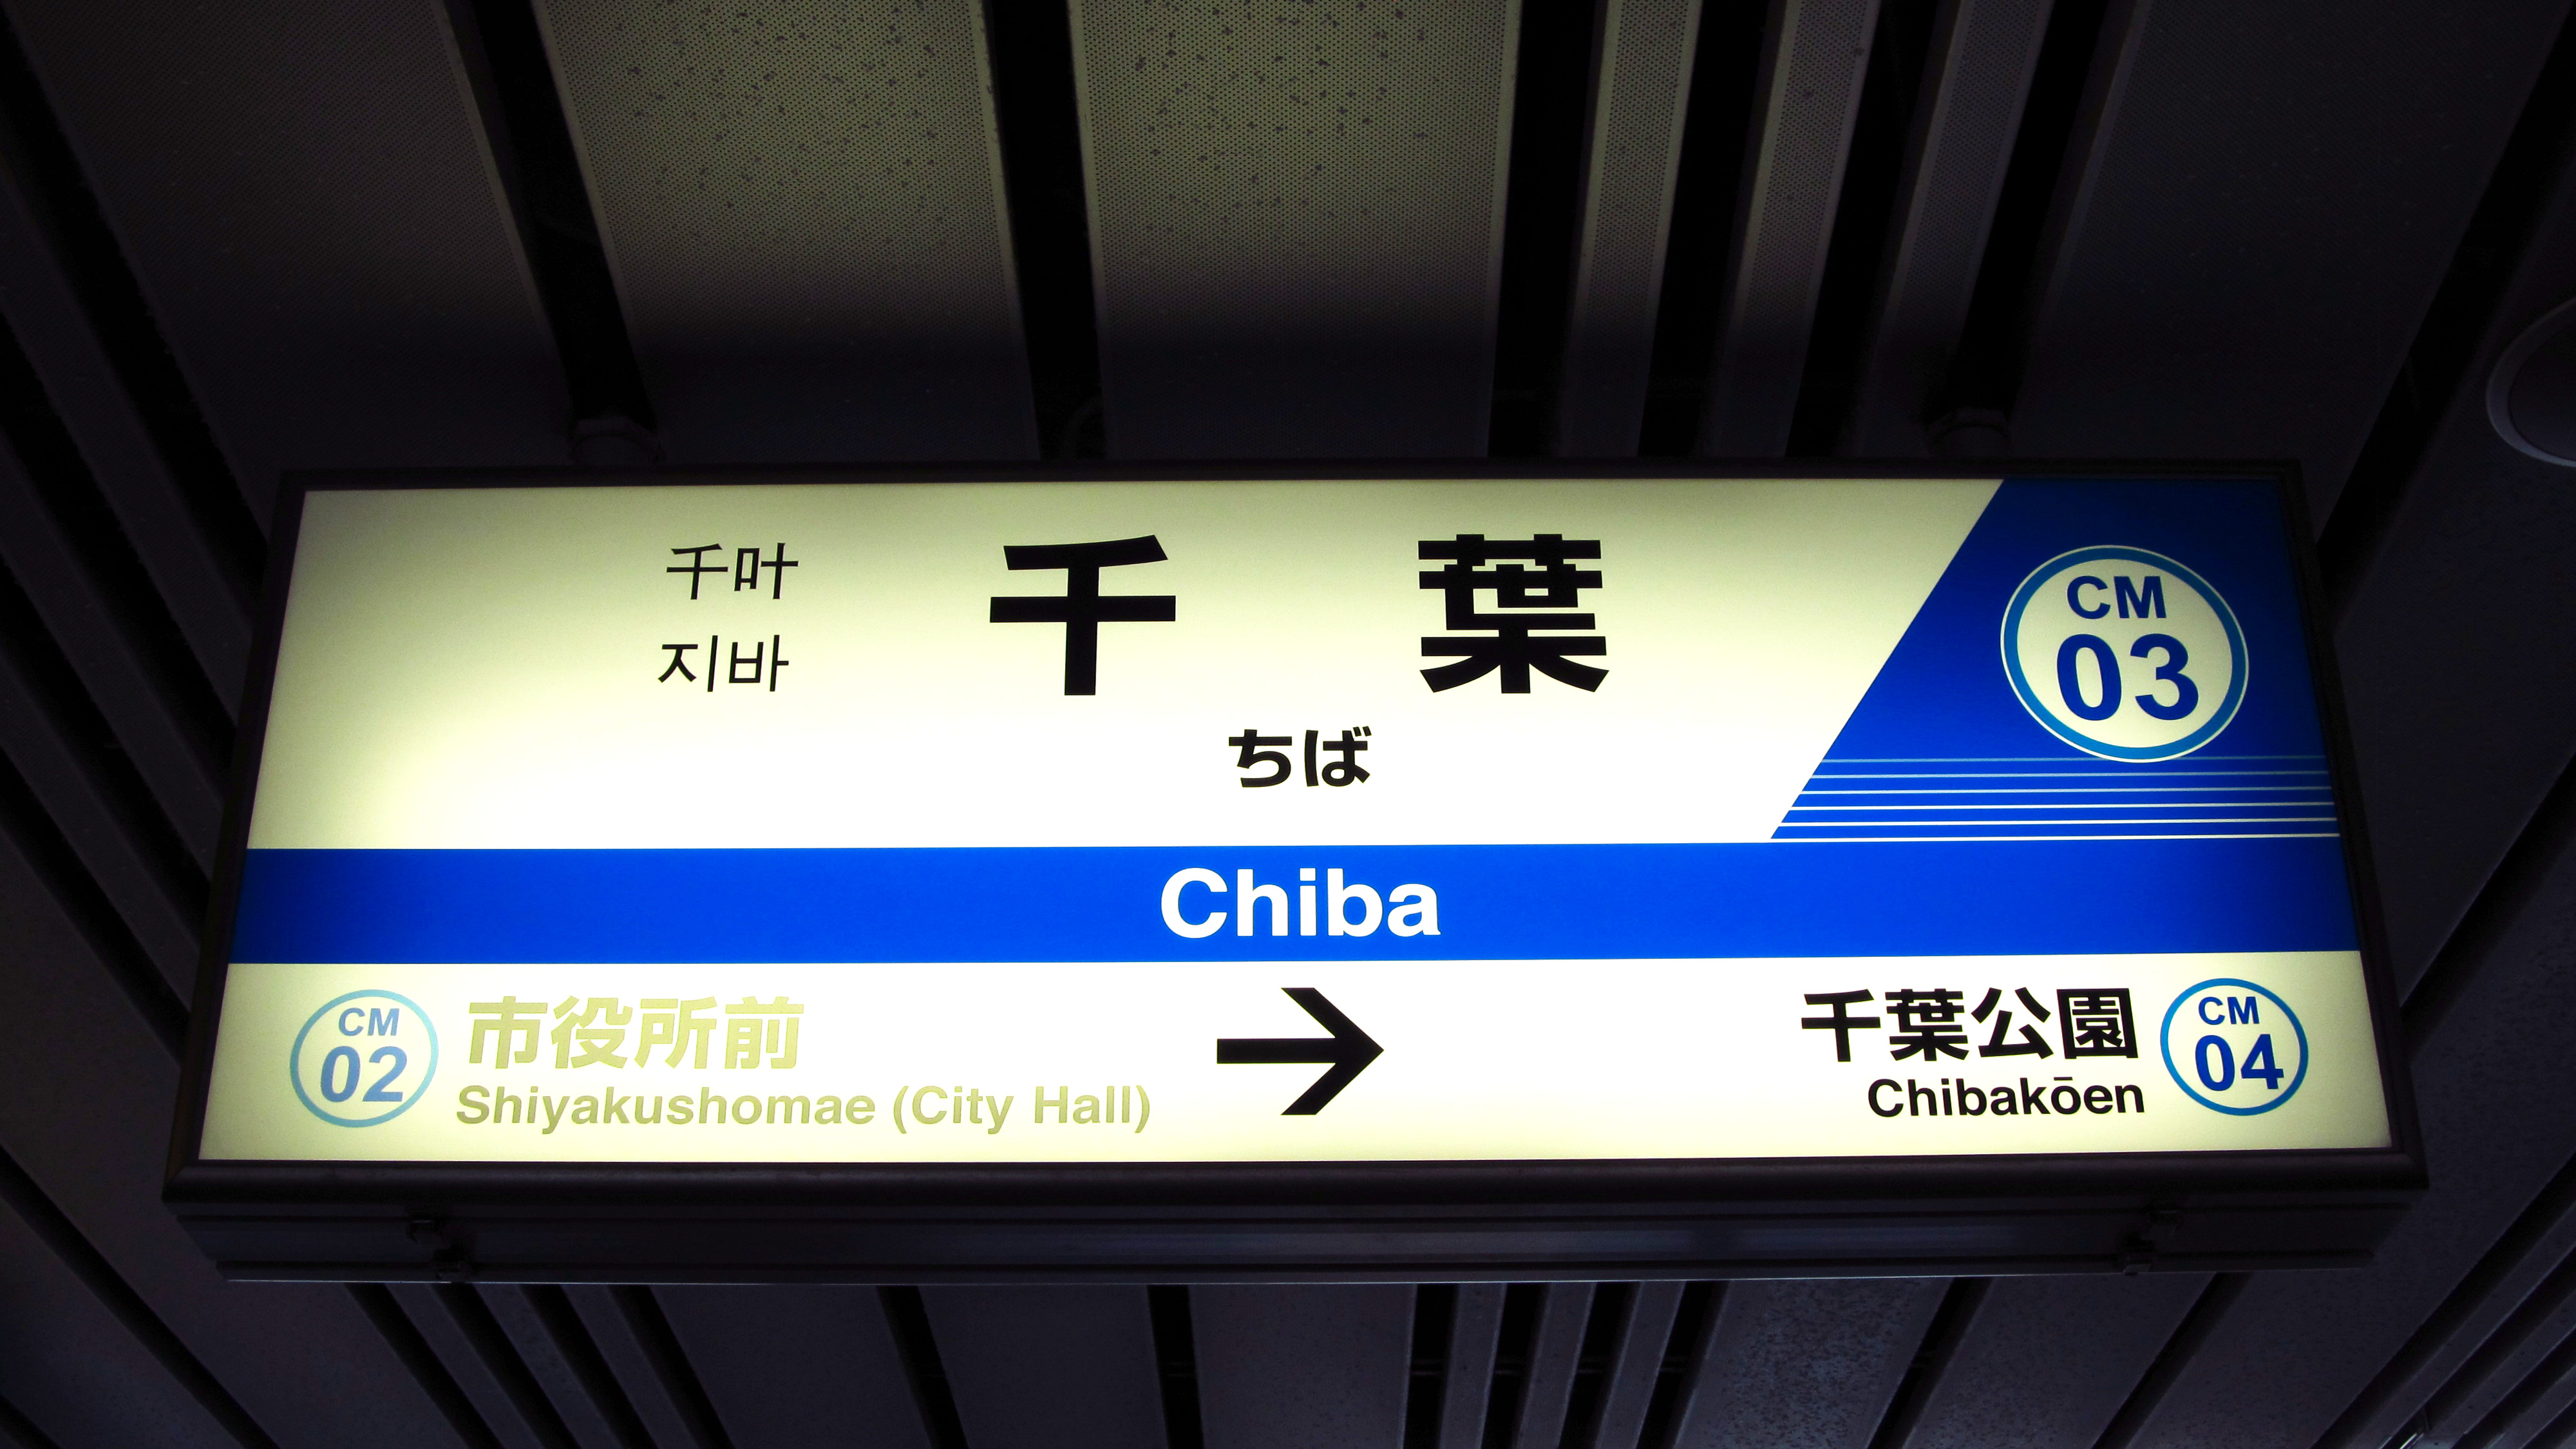 千叶
지바
千葉
ちば
CM
03
Chiba
CM
02
市役所前
Shiyakushomae (City Hall)
→
千葉公園
Chibakōen
CM
04